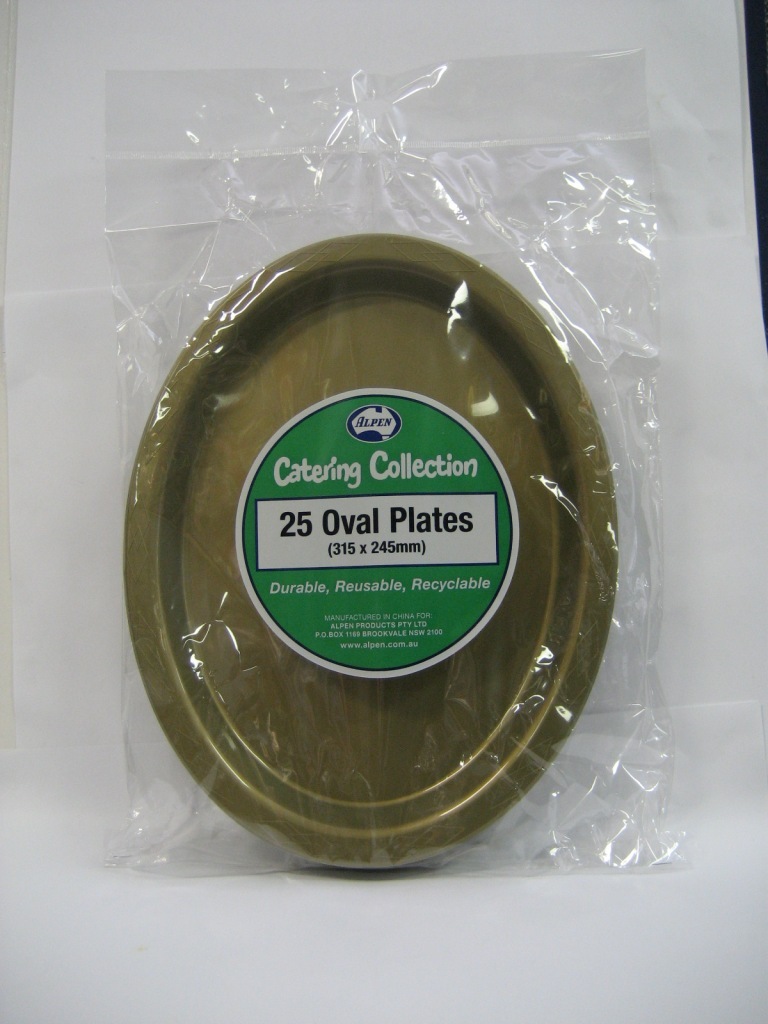 ALPEN
Catering Collection
25 Oval Plates
(315 x 245mm)
Durable, Reusable, Recyclable
MANUFACTURED IN CHINA FOR:
ALPEN PRODUCTS PTY LTD
P.O.BOX 1169 BROOKVALE NSW 2100
www.alpen.com.au